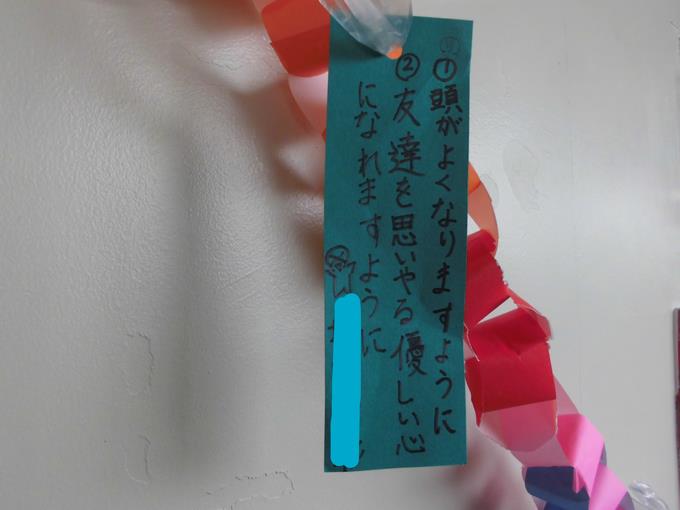 ①頭がよくなりますように
②友達を思いやる優しい心
になれますように